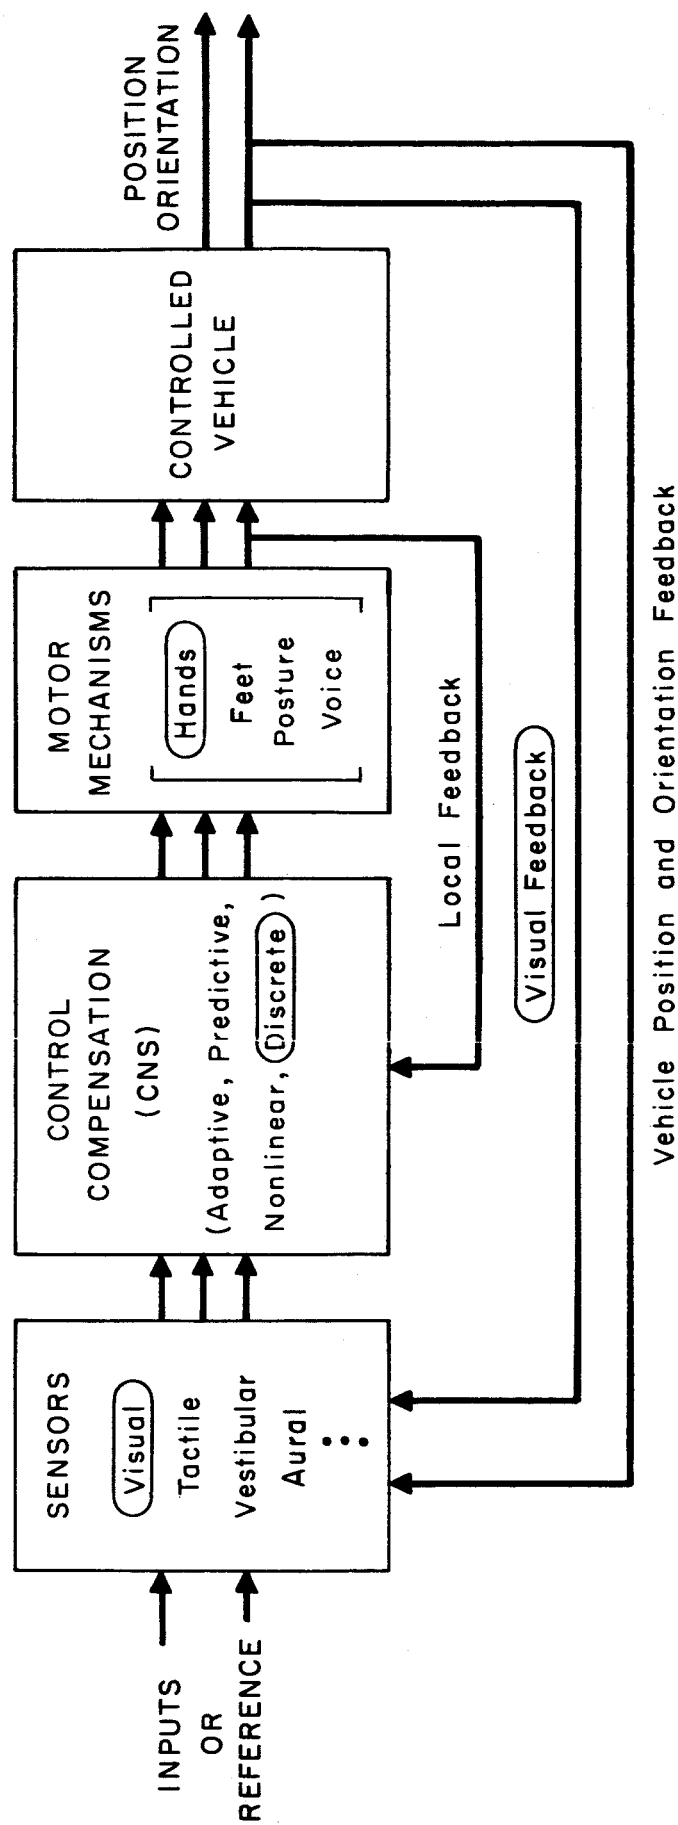 INPUTS
OR
REFERENCE
SENSORS
Visual
Tactile
Vestibular
Aural
CONTROL
COMPENSATION
(CNS)
(Adaptive, Predictive,
Nonlinear, Discrete)
MOTOR
MECHANISMS
Hands
Feet
Posture
Voice
CONTROLLED
VEHICLE
POSITION
ORIENTATION
Local Feedback
Visual Feedback
Vehicle Position and Orientation Feedback